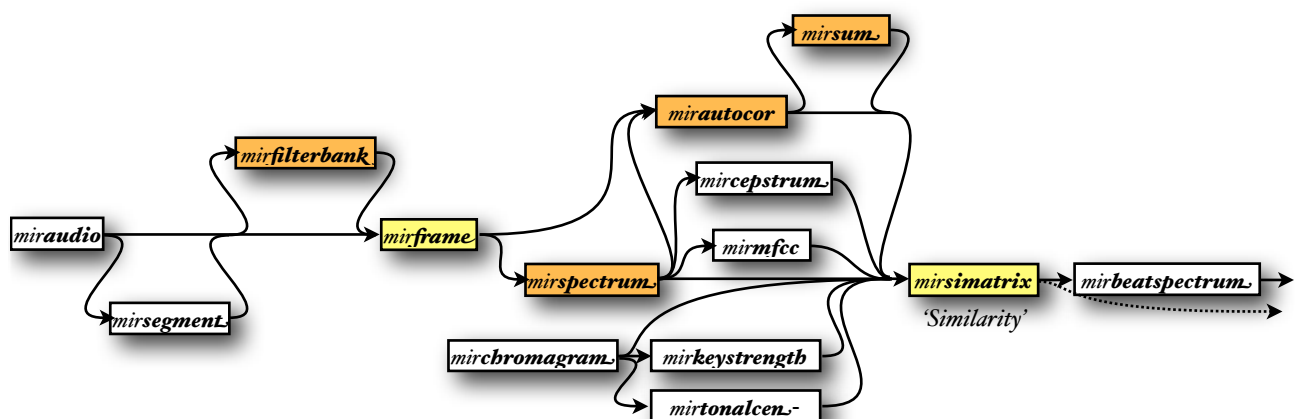 mirsum
mirautocor
mirfilterbank
mircepstrum
miraudio
mirframe
mirmfcc
mirspectrum
mirsimatrix
mirbeatspectrum
mirsegment
'Similarity'
mirchromagram
mirkeystrength
mirtonalcen-